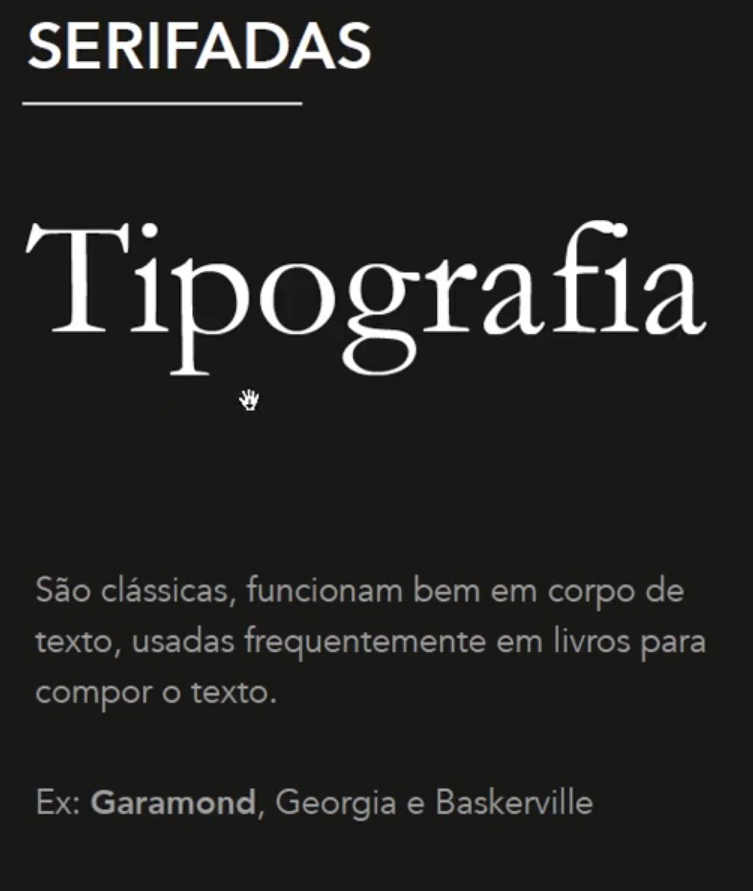 SERIFADAS
Tipografia
São clássicas, funcionam bem em corpo de
texto, usadas frequentemente em livros para
compor o texto.
Ex: Garamond, Georgia e Baskerville